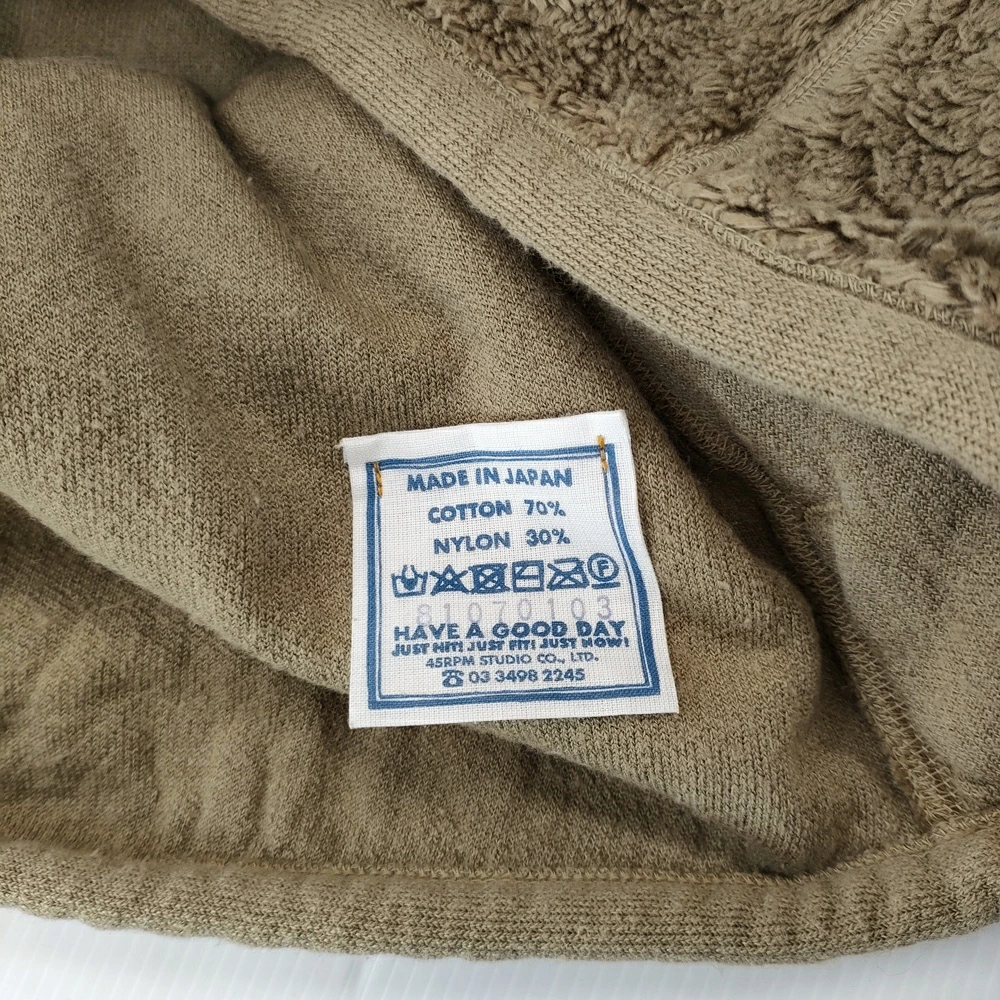 MADE IN JAPAN
COTTON 70%
NYLON 30%
F
81070103
HAVE A GOOD DAY
JUST HIT! JUST FIT! JUST NOW!
45RPM STUDIO CO., LTD.
☎ 03 3498 2245